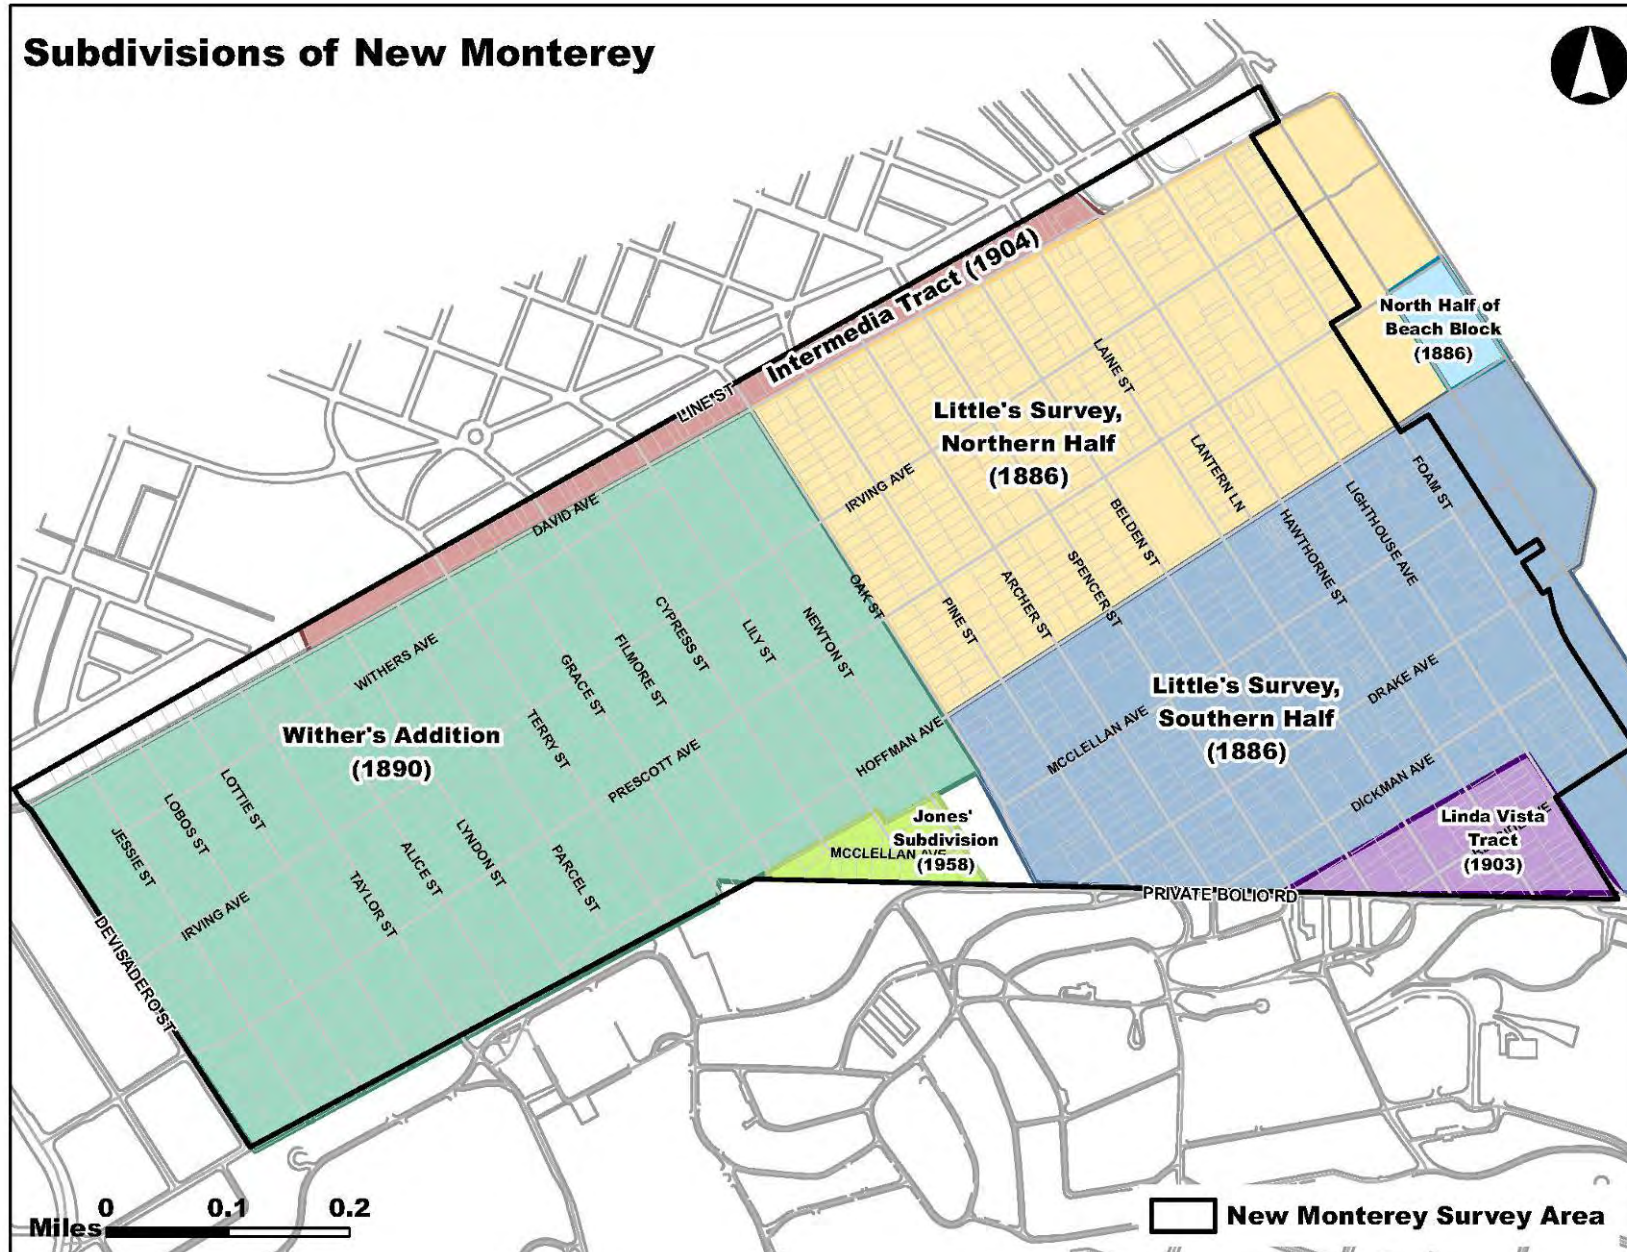 Subdivisions of New Monterey
Intermedia Tract (1904)
North Half of
Beach Block
(1886)
LINE ST
LAINE ST
Little's Survey,
Northern Half
(1886)
IRVING AVE
LANTERN LN
FOAM ST
LIGHTHOUSE AVE
HAWTHORNE ST
BELDEN ST
SPENCER ST
ARCHER ST
PINE ST
OAK ST
DAVID AVE
NEWTON ST
LILY ST
CYPRESS ST
FILMORE ST
GRACE ST
TERRY ST
WITHERS AVE
Wither's Addition
(1890)
PRESCOTT AVE
HOFFMAN AVE
MCCLELLAN AVE
Little's Survey,
Southern Half
(1886)
DRAKE AVE
DICKMAN AVE
LOTTIE ST
LOBOS ST
JESSIE ST
IRVING AVE
TAYLOR ST
ALICE ST
LYNDON ST
PARCEL ST
Jones'
Subdivision
(1958)
MCCLELLAN AVE
Linda Vista
Tract
(1903)
PRIVATE BOLIO RD
DEVISADERO ST
0 0.1 0.2
Miles
New Monterey Survey Area